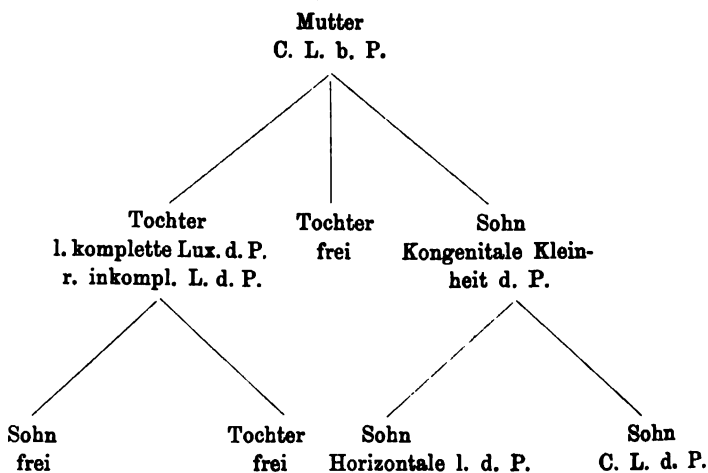 Mutter
C. L. b. P.
Tochter
l. komplette Lux. d. P.
r. inkompl. L. d. P.
Tochter
frei
Sohn
Kongenitale Klein-
heit d. P.
Sohn
frei
Tochter
frei
Sohn
Horizontale l. d. P.
Sohn
C. L. d. P.